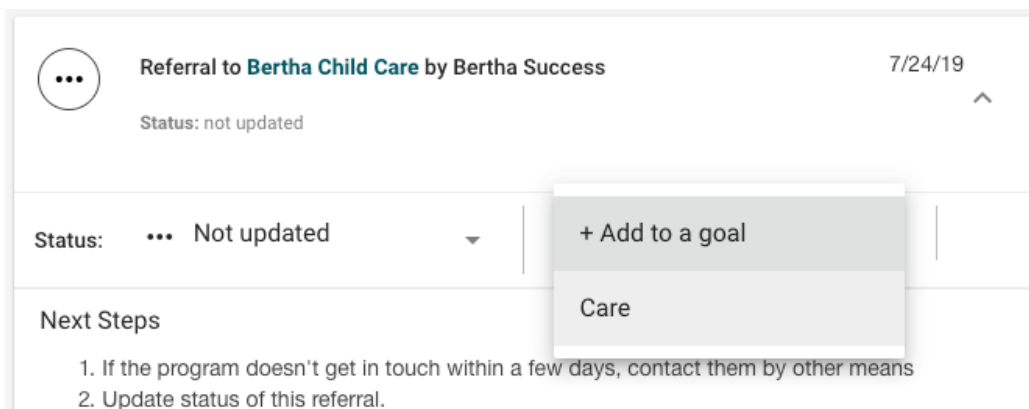 Referral to Bertha Child Care by Bertha Success
7/24/19
Status: not updated
Status: ••• Not updated
+ Add to a goal
Care
Next Steps
1. If the program doesn't get in touch within a few days, contact them by other means
2. Update status of this referral.